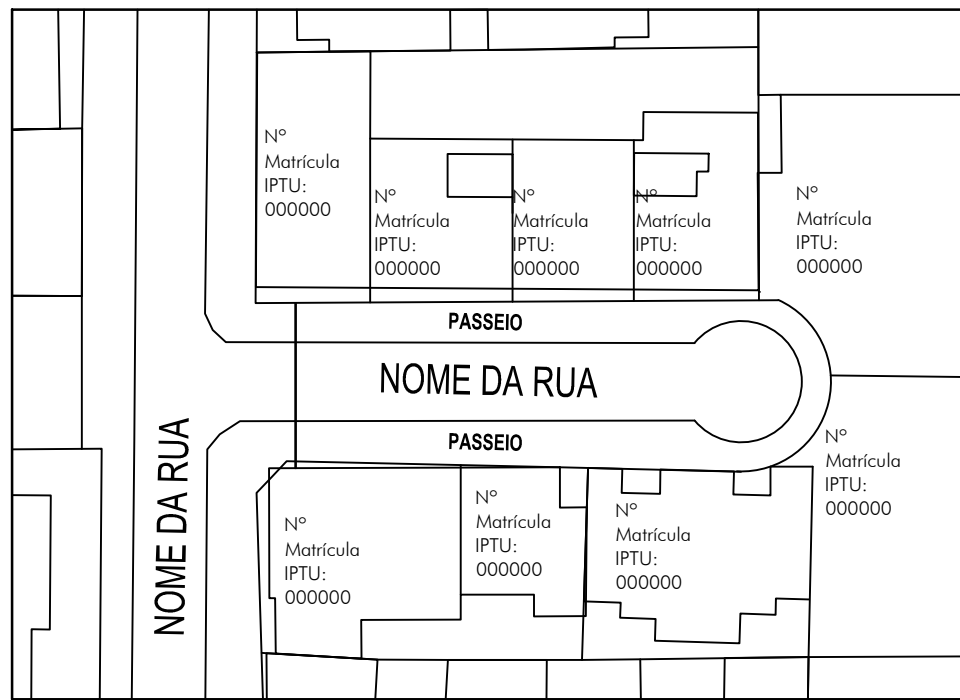 Nº
Matrícula
IPTU:
000000
Nº
Matrícula
IPTU:
000000
Nº
Matrícula
IPTU:
000000
Nº
Matrícula
IPTU:
000000
Nº
Matrícula
IPTU:
000000
PASSEIO
NOME DA RUA
PASSEIO
NOME DA RUA
Nº
Matrícula
IPTU:
000000
Nº
Matrícula
IPTU:
000000
Nº
Matrícula
IPTU:
000000
Nº
Matrícula
IPTU:
000000